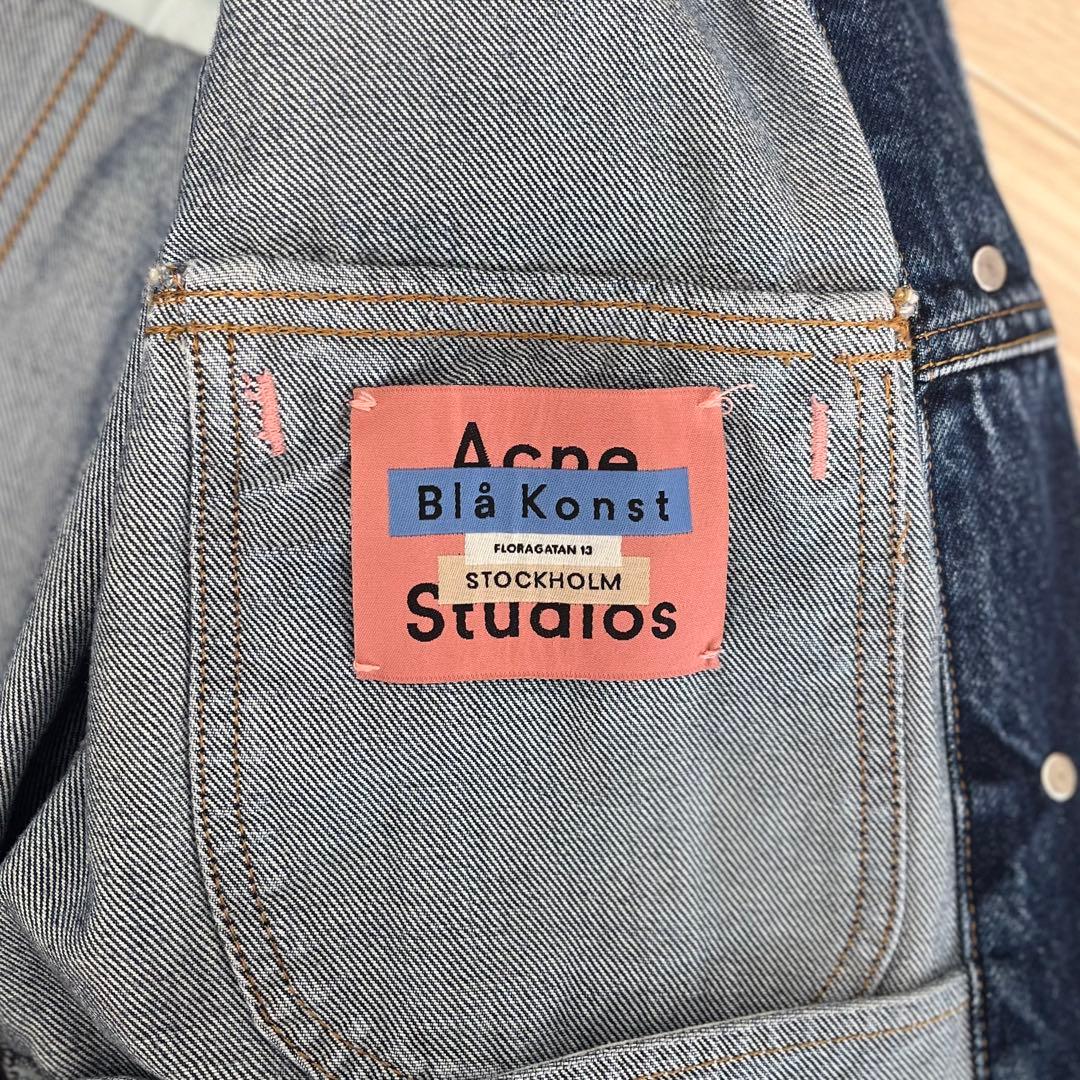 Acne
Blå Konst
FLORAGATAN 13
STOCKHOLM
Studios